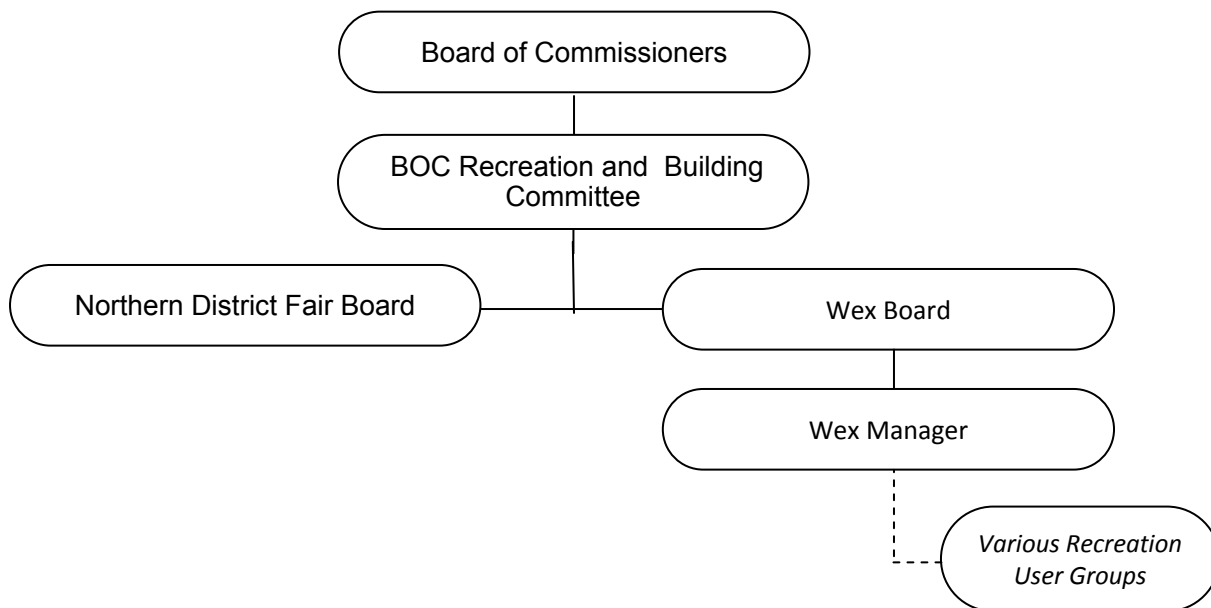 Board of Commissioners
BOC Recreation and Building
Committee
Northern District Fair Board
Wex Board
Wex Manager
Various Recreation
User Groups